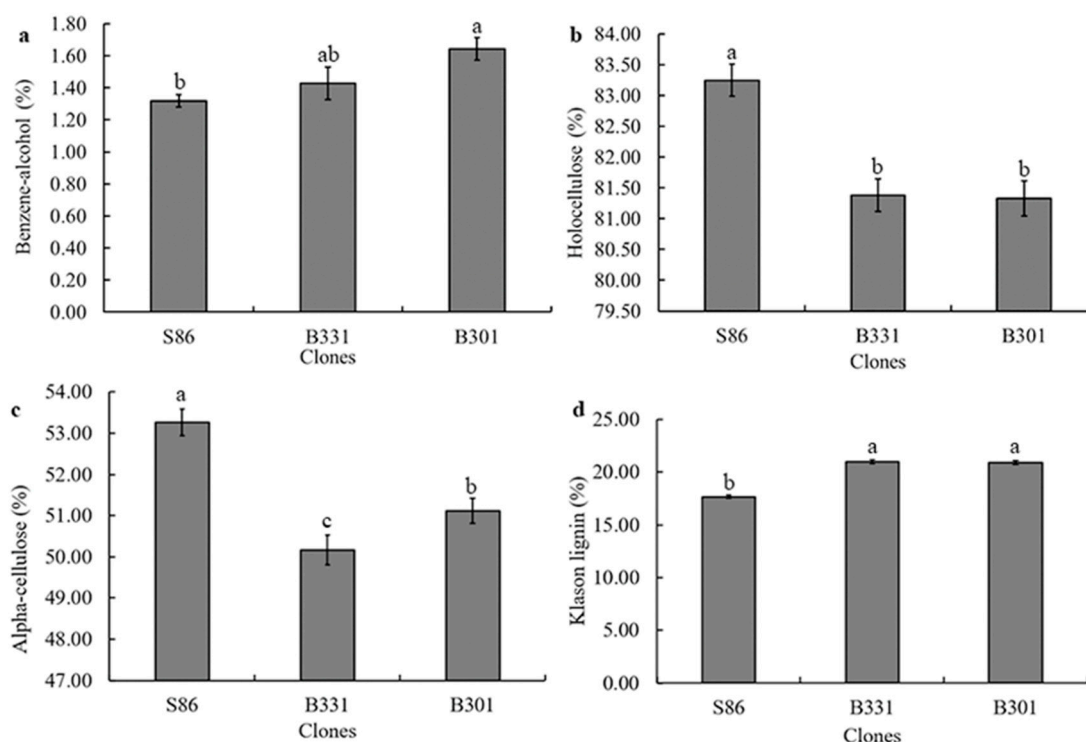 a
Benzene-alcohol (%)
1.80
1.60
1.40
1.20
1.00
0.80
0.60
0.40
0.20
0.00
b
ab
a
S86 B331 B301
Clones
b
Holocellulose (%)
84.00
83.50
83.00
82.50
82.00
81.50
81.00
80.50
80.00
79.50
a
b
b
S86 B331 B301
Clones
c
Alpha-cellulose (%)
54.00
53.00
52.00
51.00
50.00
49.00
48.00
47.00
a
c
b
S86 B331 B301
Clones
d
Klason lignin (%)
25.00
20.00
15.00
10.00
5.00
0.00
b
a
a
S86 B331 B301
Clones